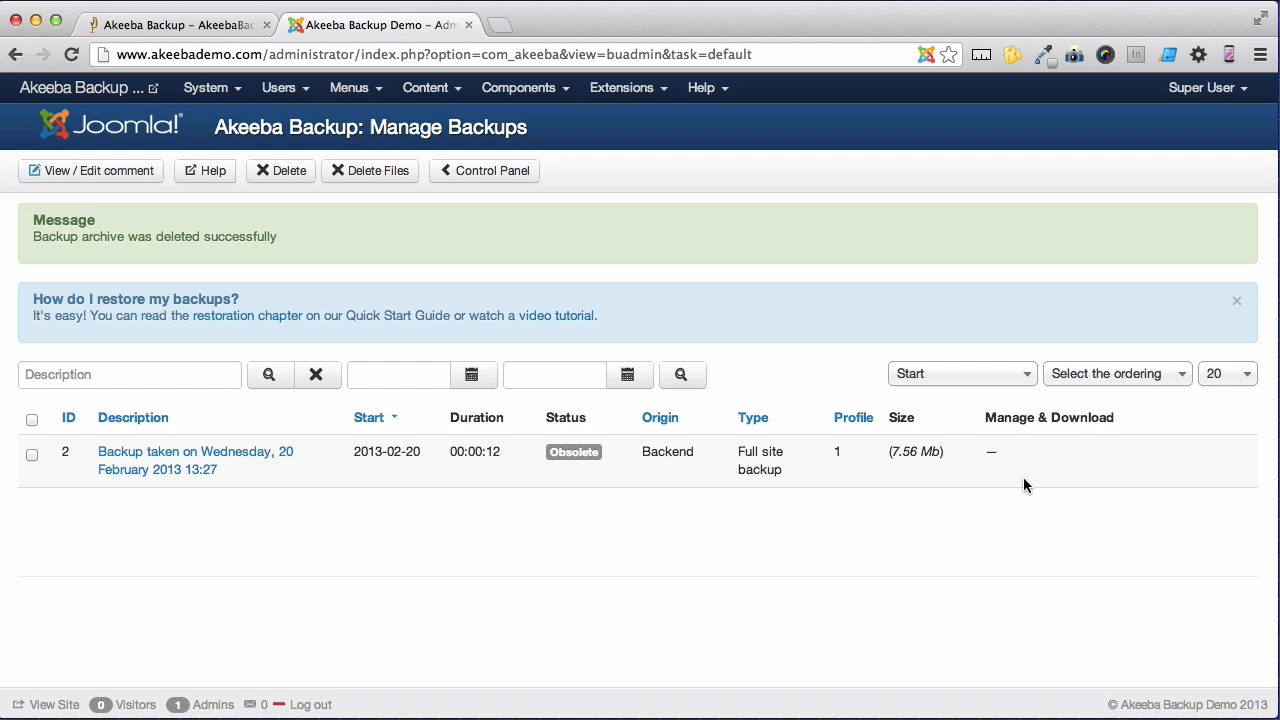 Akeeba Backup – AkeebaBac
Akeeba Backup Demo – Adm
www.akeebademo.com/administrator/index.php?option=com_akeeba&view=buadmin&task=default
Akeeba Backup ... System Users Menus Content Components Extensions Help Super User
Joomla!® Akeeba Backup: Manage Backups
View / Edit comment Help Delete Delete Files Control Panel
Message
Backup archive was deleted successfully
How do I restore my backups? ×
It's easy! You can read the restoration chapter on our Quick Start Guide or watch a video tutorial.
Description Start Select the ordering 20
ID Description Start Duration Status Origin Type Profile Size Manage & Download
2 Backup taken on Wednesday, 20 2013-02-20 00:00:12 Obsolete Backend Full site 1 (7.56 Mb) —
February 2013 13:27 backup
View Site 0 Visitors 1 Admins 0 Log out © Akeeba Backup Demo 2013